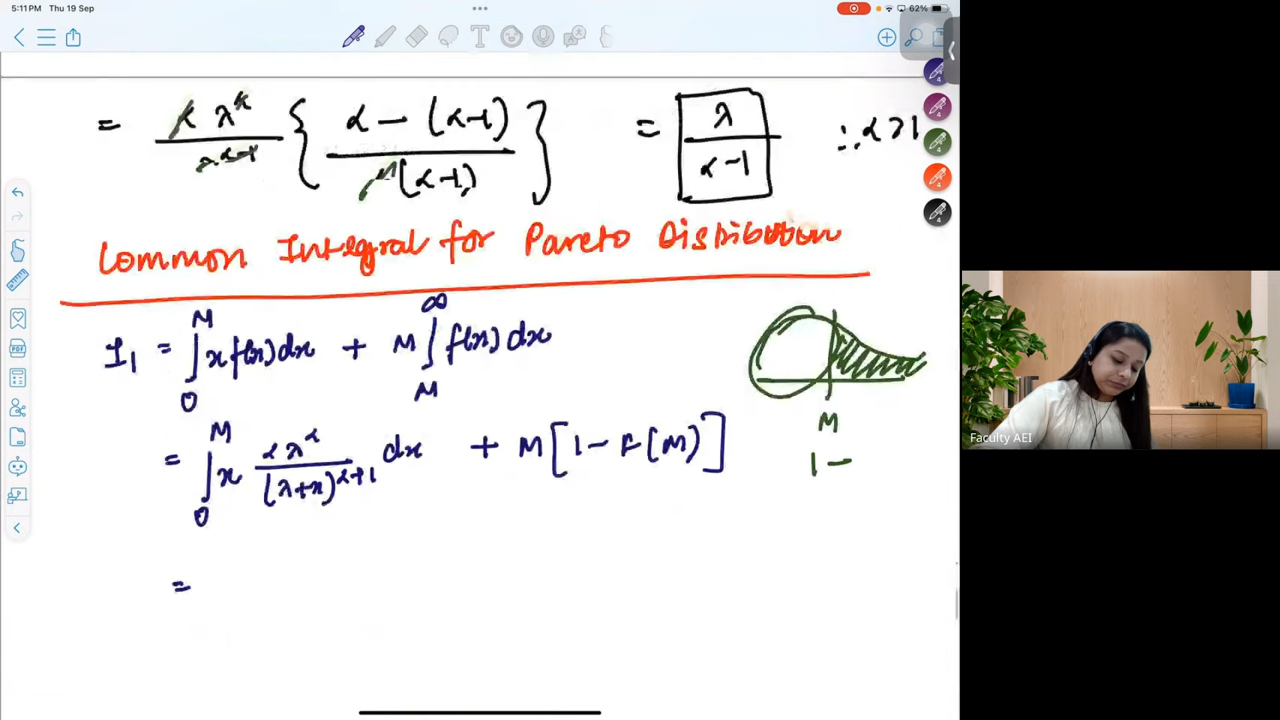 5:11 PM Thu 19 Sep
62%
= α λ^α / λ^(α-1) { α - (α-1) / α(α-1) } = λ / α-1 ∴ α > 1
Common Integral for Pareto Distribution
I₁ = ∫₀^M x f(x) dx + M ∫_M^∞ f(x) dx
= ∫₀^M x αλ^α / (λ+x)^(α+1) dx + M [1 - F(M)]
M
1 -
=
Faculty AEI